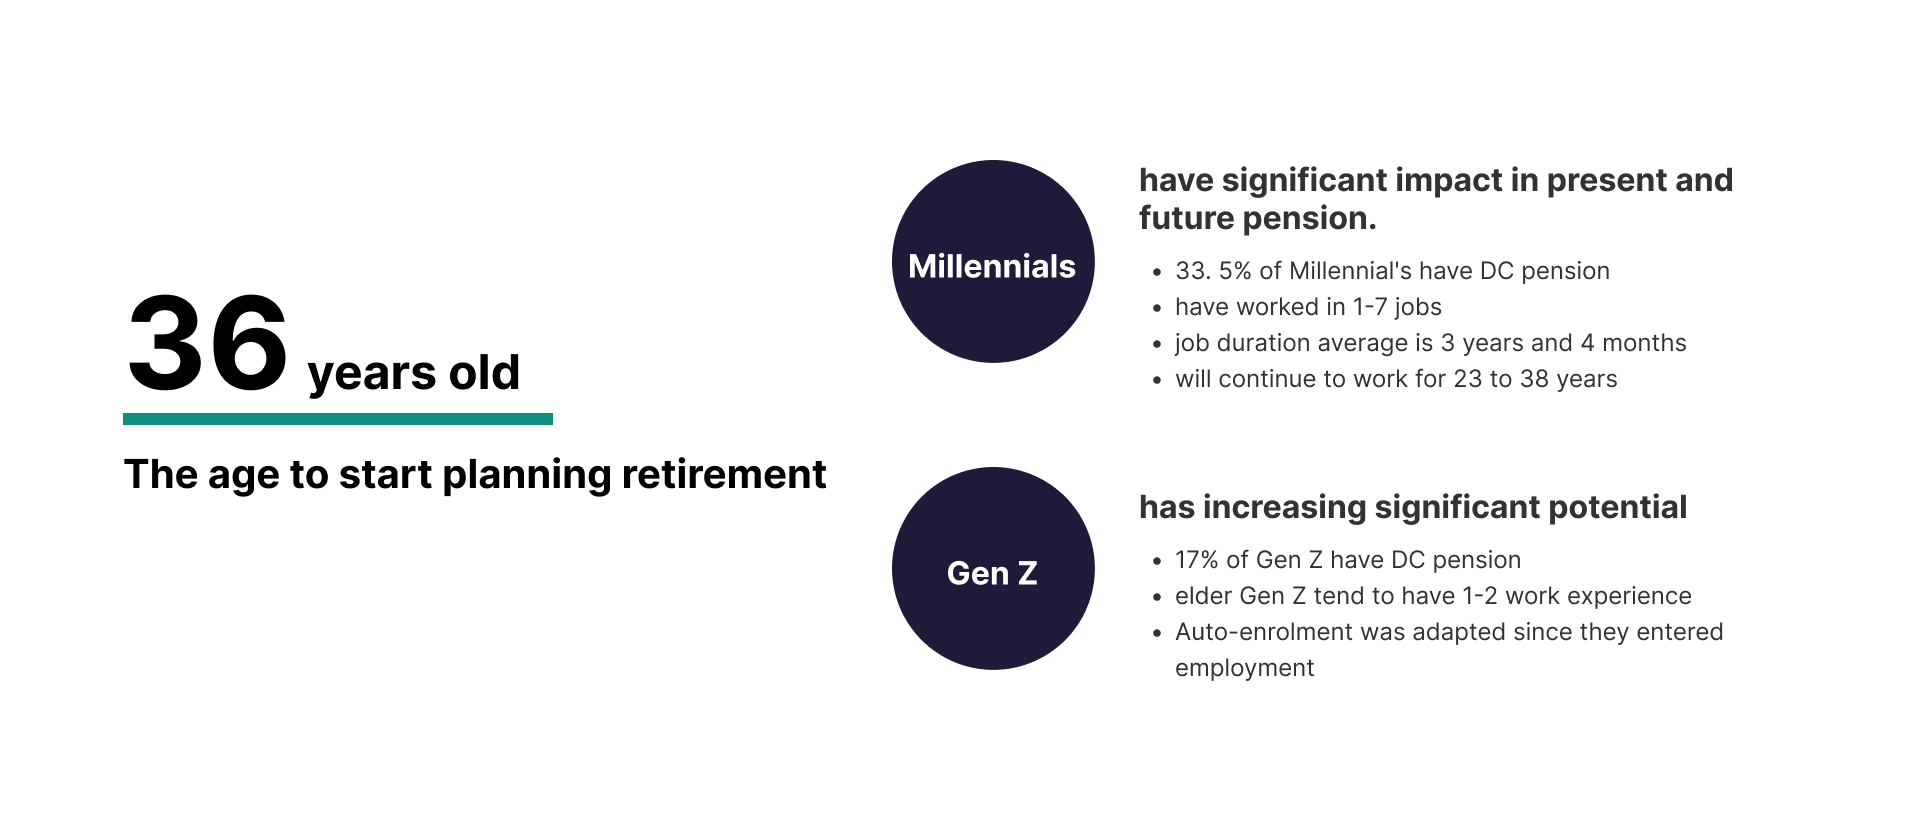 36 years old
The age to start planning retirement
Millennials
have significant impact in present and
future pension.
• 33. 5% of Millennial's have DC pension
• have worked in 1-7 jobs
• job duration average is 3 years and 4 months
• will continue to work for 23 to 38 years
Gen Z
has increasing significant potential
• 17% of Gen Z have DC pension
• elder Gen Z tend to have 1-2 work experience
• Auto-enrolment was adapted since they entered
employment